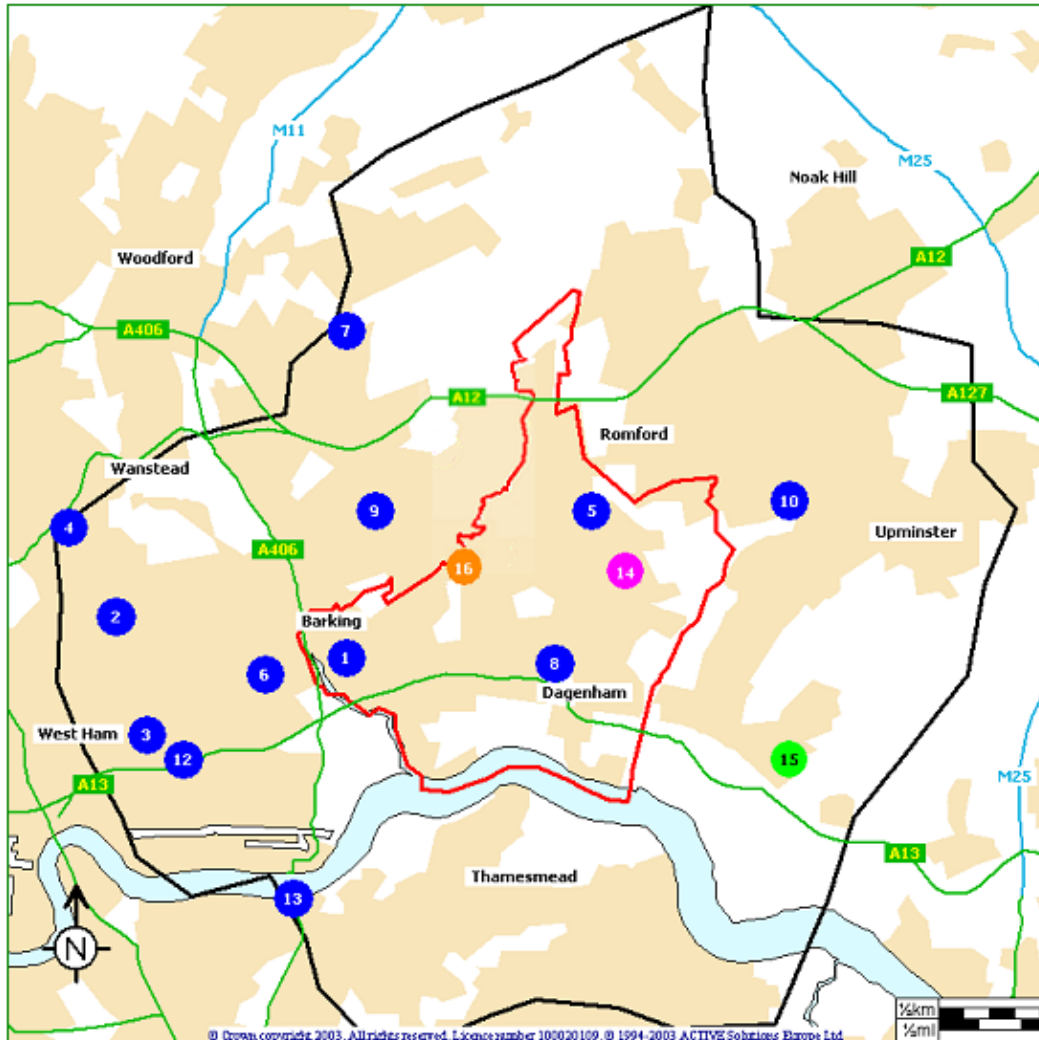 M11
M25
Noak Hill
Woodford
A12
A406
7
A12
A127
Romford
Wanstead
10
9
5
4
Upminster
A406
16
14
2
Barking
1
8
6
Dagenham
West Ham
3
12
15
M25
A13
A13
Thamesmead
13
N
½km
½ml
© Crown copyright 2003. All rights reserved. Licence number 100020109. © 1994-2003 ACTIVE Solutions Europe Ltd